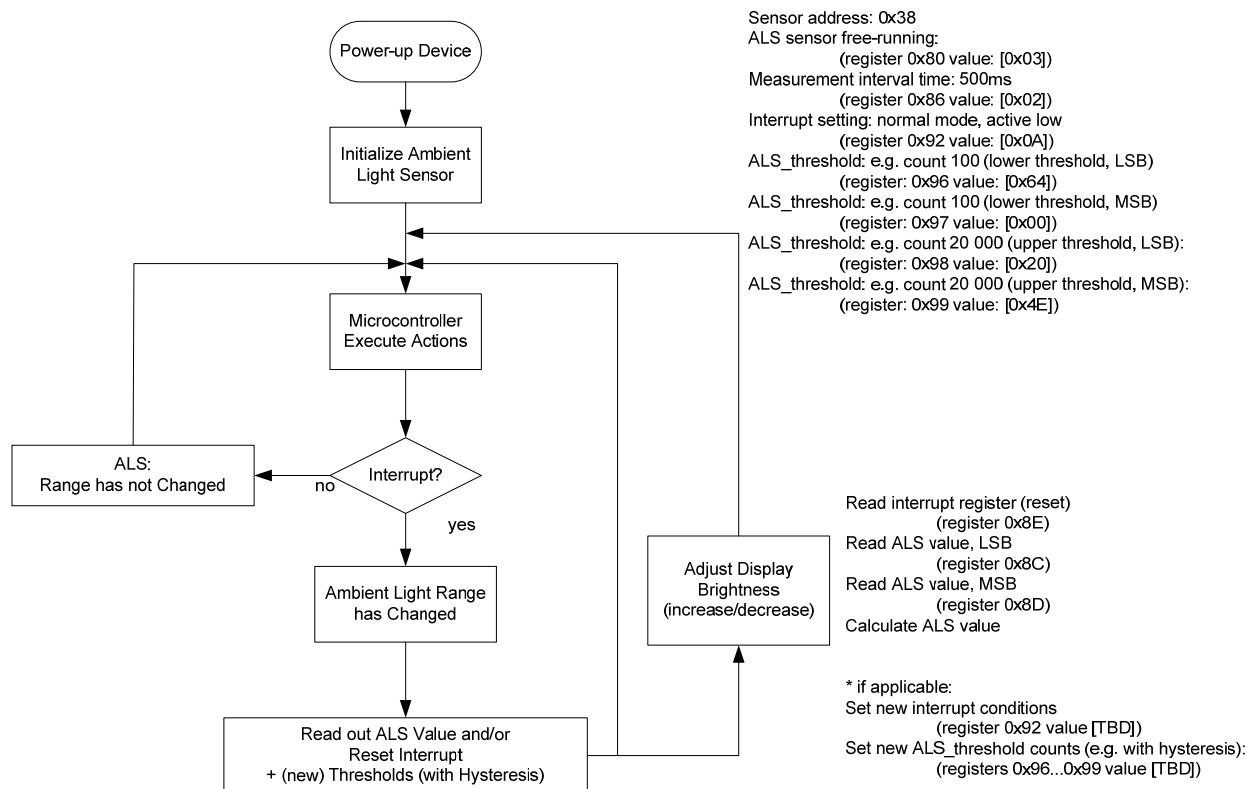 Power-up Device
Initialize Ambient
Light Sensor
Microcontroller
Execute Actions
Interrupt?
no
yes
ALS:
Range has not Changed
Ambient Light Range
has Changed
Read out ALS Value and/or
Reset Interrupt
+ (new) Thresholds (with Hysteresis)
Adjust Display
Brightness
(increase/decrease)
Sensor address: 0x38
ALS sensor free-running:
(register 0x80 value: [0x03])
Measurement interval time: 500ms
(register 0x86 value: [0x02])
Interrupt setting: normal mode, active low
(register 0x92 value: [0x0A])
ALS_threshold: e.g. count 100 (lower threshold, LSB)
(register: 0x96 value: [0x64])
ALS_threshold: e.g. count 100 (lower threshold, MSB)
(register: 0x97 value: [0x00])
ALS_threshold: e.g. count 20 000 (upper threshold, LSB):
(register: 0x98 value: [0x20])
ALS_threshold: e.g. count 20 000 (upper threshold, MSB):
(register: 0x99 value: [0x4E])
Read interrupt register (reset)
(register 0x8E)
Read ALS value, LSB
(register 0x8C)
Read ALS value, MSB
(register 0x8D)
Calculate ALS value
* if applicable:
Set new interrupt conditions
(register 0x92 value [TBD])
Set new ALS_threshold counts (e.g. with hysteresis):
(registers 0x96...0x99 value [TBD])